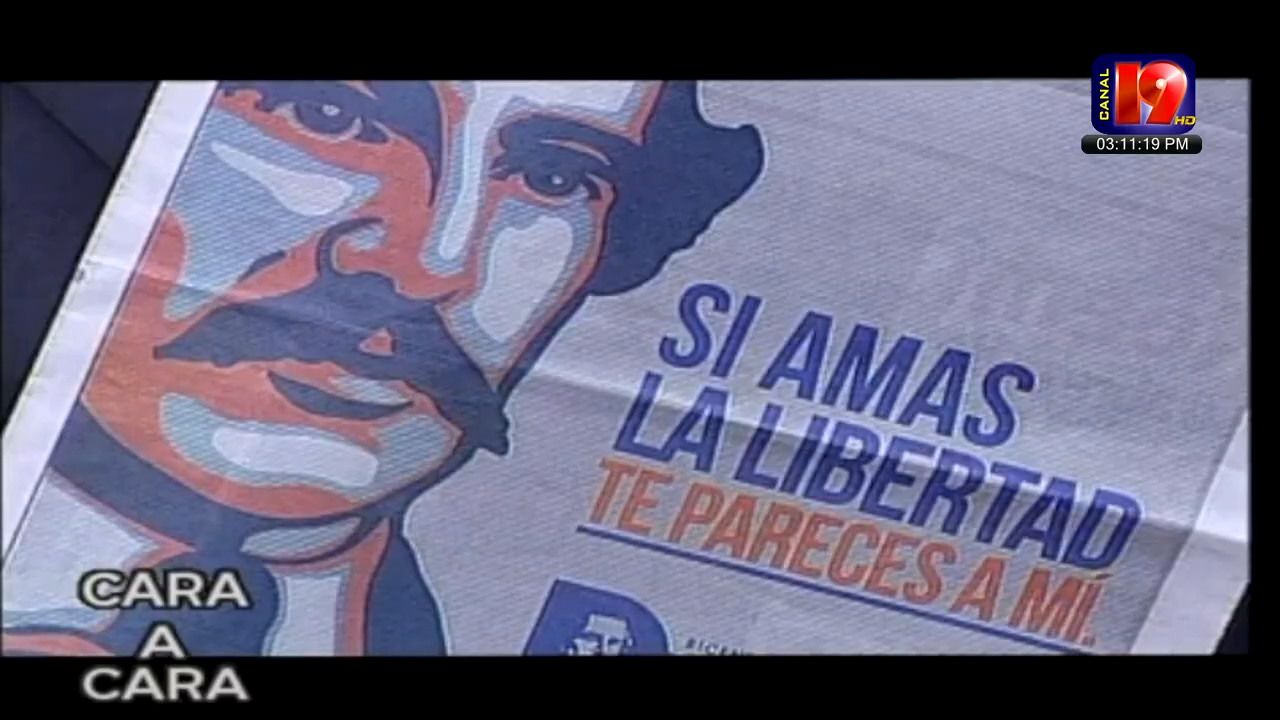 CANAL
19
HD
03:11:19 PM
SI AMAS
LA LIBERTAD
TE PARECES A MÍ.
CARA
A
CARA